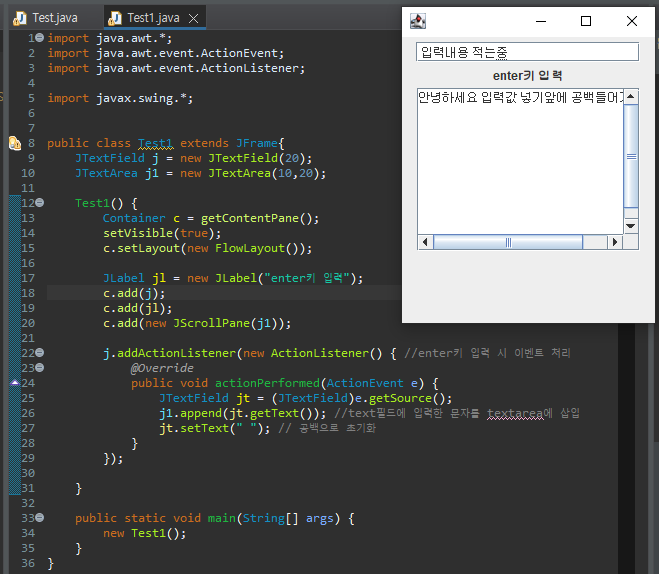 Test.java
Test1.java
1 import java.awt.*;
2 import java.awt.event.ActionEvent;
3 import java.awt.event.ActionListener;
4
5 import javax.swing.*;
6
7
8 public class Test1 extends JFrame{
9 JTextField j = new JTextField(20);
10 JTextArea j1 = new JTextArea(10,20);
11
12 Test1() {
13 Container c = getContentPane();
14 setVisible(true);
15 c.setLayout(new FlowLayout());
16
17 JLabel jl = new JLabel("enter키 입력");
18 c.add(j);
19 c.add(jl);
20 c.add(new JScrollPane(j1));
21
22 j.addActionListener(new ActionListener() { //enter키 입력 시 이벤트 처리
23 @Override
24 public void actionPerformed(ActionEvent e) {
25 JTextField jt = (JTextField)e.getSource();
26 j1.append(jt.getText()); //text필드에 입력한 문자를 textarea에 삽입
27 jt.setText(" "); // 공백으로 초기화
28 }
29 });
30
31 }
32
33 public static void main(String[] args) {
34 new Test1();
35 }
36 }
입력내용 적는중
enter키 입력
안녕하세요 입력값 넣기앞에